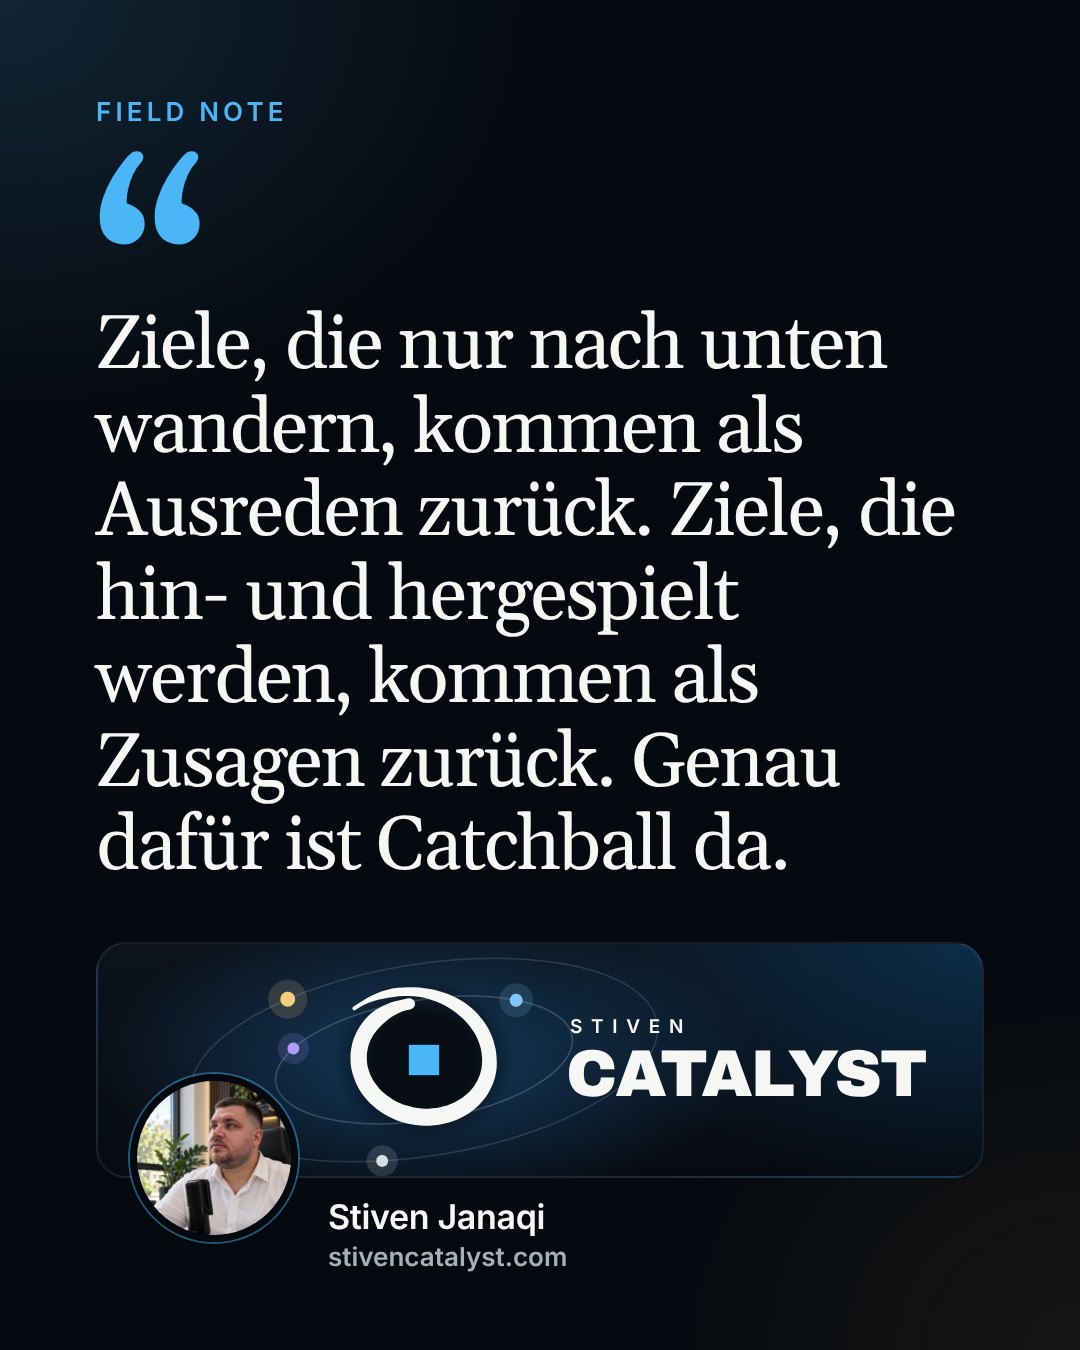 FIELD NOTE
“
Ziele, die nur nach unten
wandern, kommen als
Ausreden zurück. Ziele, die
hin- und hergespielt
werden, kommen als
Zusagen zurück. Genau
dafür ist Catchball da.
STIVEN
CATALYST
Stiven Janaqi
stivencatalyst.com